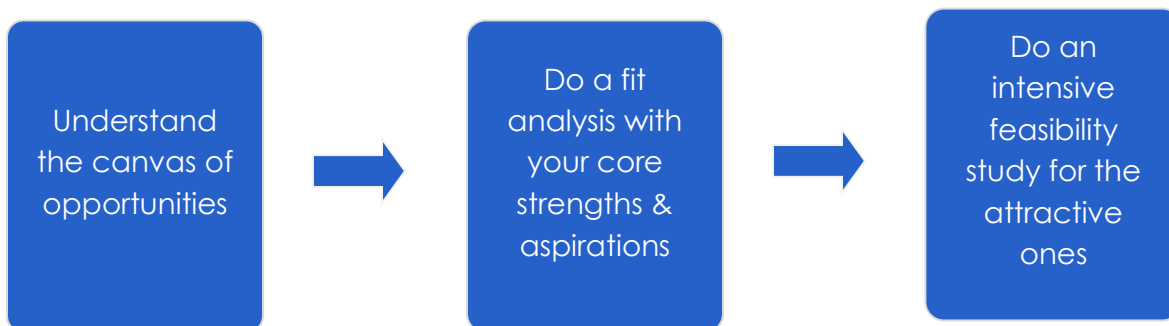 Understand
the canvas of
opportunities
Do a fit
analysis with
your core
strengths &
aspirations
Do an
intensive
feasibility
study for the
attractive
ones